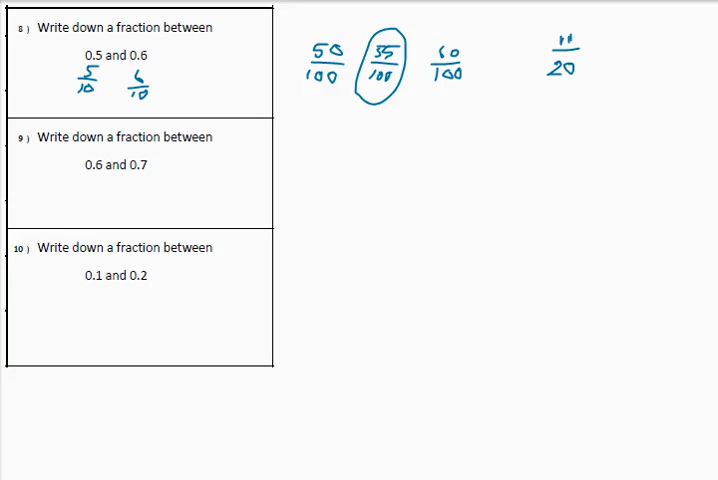 8 ) Write down a fraction between
0.5 and 0.6
5/10 6/10
50/100 55/100 60/100 11/20
9 ) Write down a fraction between
0.6 and 0.7
10 ) Write down a fraction between
0.1 and 0.2